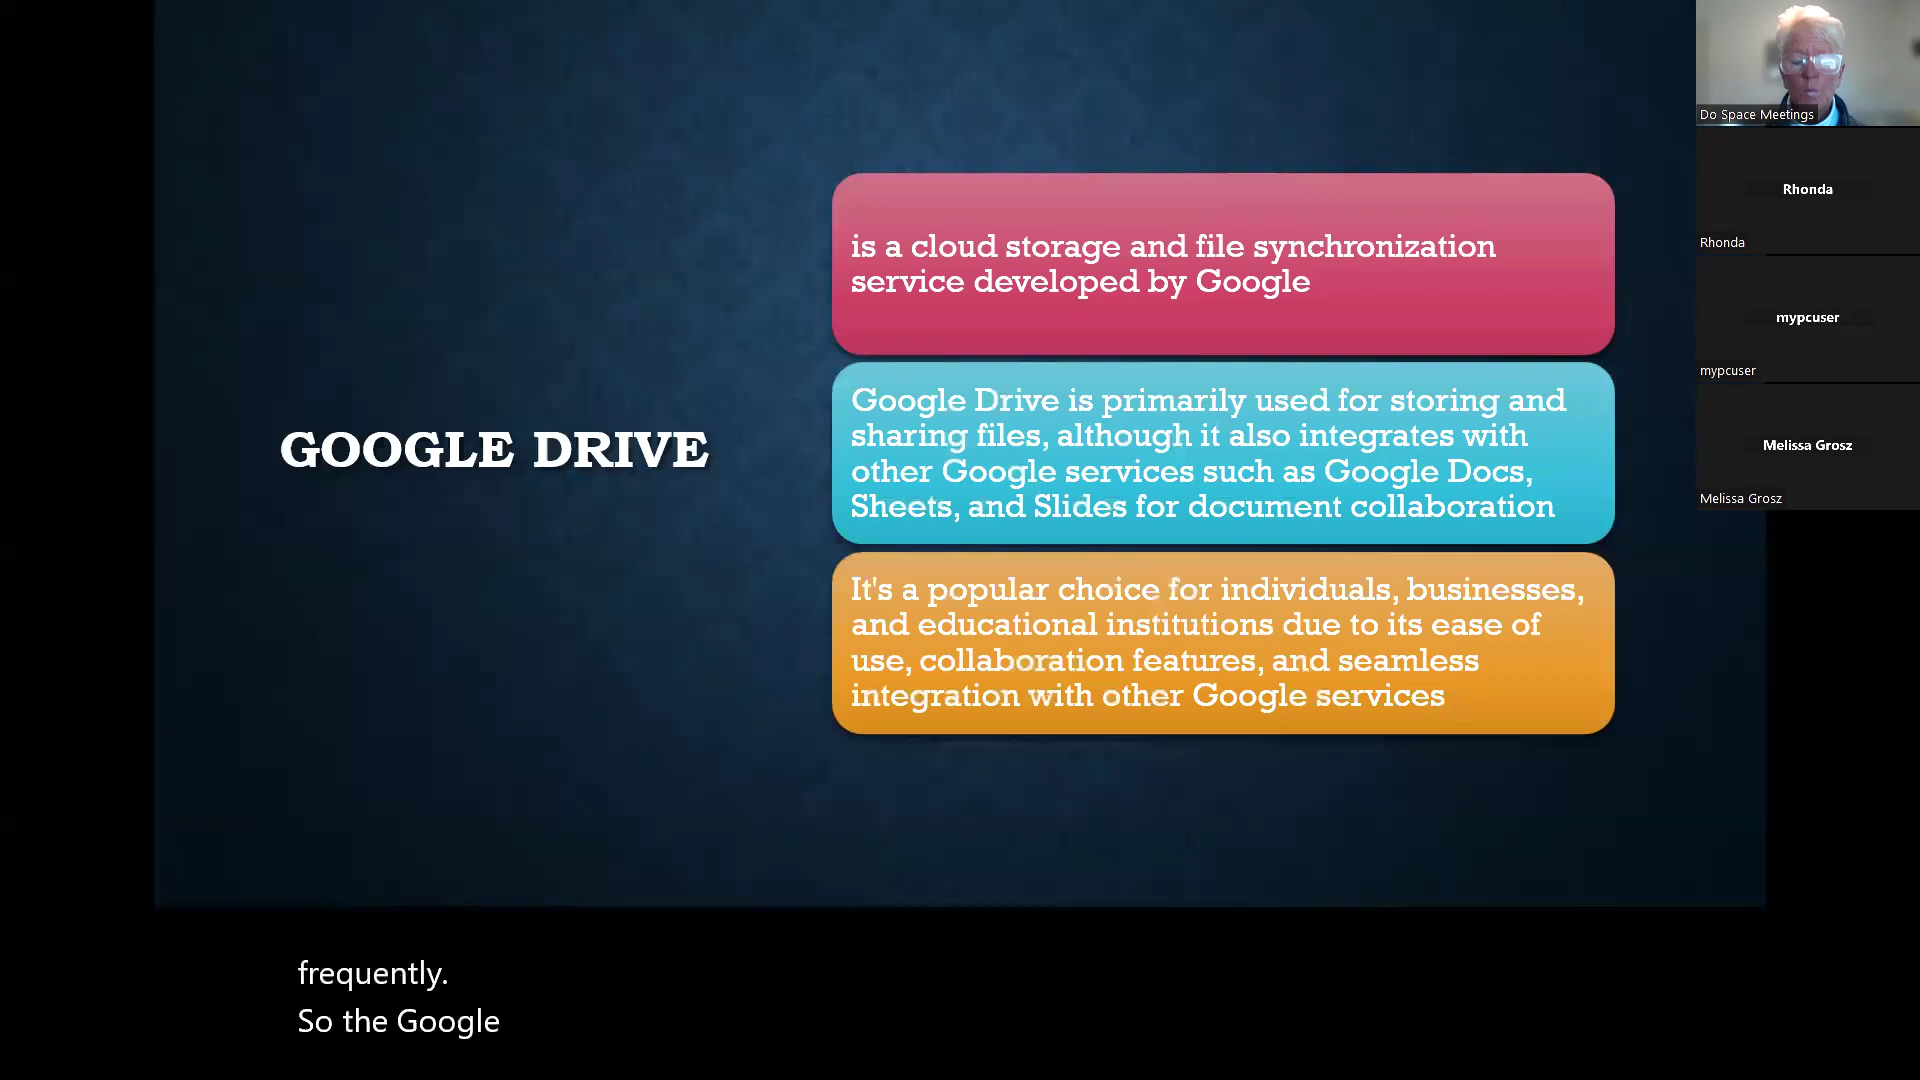 GOOGLE DRIVE
is a cloud storage and file synchronization
service developed by Google
Google Drive is primarily used for storing and
sharing files, although it also integrates with
other Google services such as Google Docs,
Sheets, and Slides for document collaboration
It's a popular choice for individuals, businesses,
and educational institutions due to its ease of
use, collaboration features, and seamless
integration with other Google services
Do Space Meetings
Rhonda
Rhonda
mypcuser
mypcuser
Melissa Grosz
Melissa Grosz
frequently.
So the Google